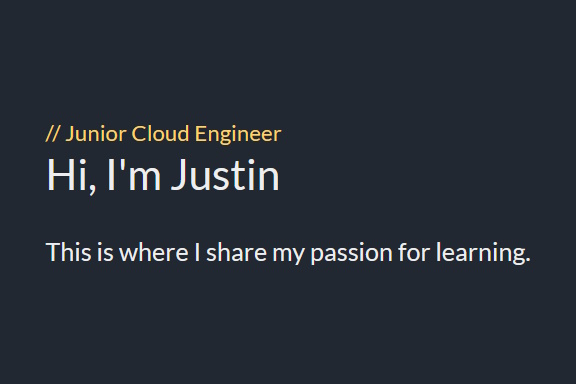 // Junior Cloud Engineer
Hi, I'm Justin
This is where I share my passion for learning.